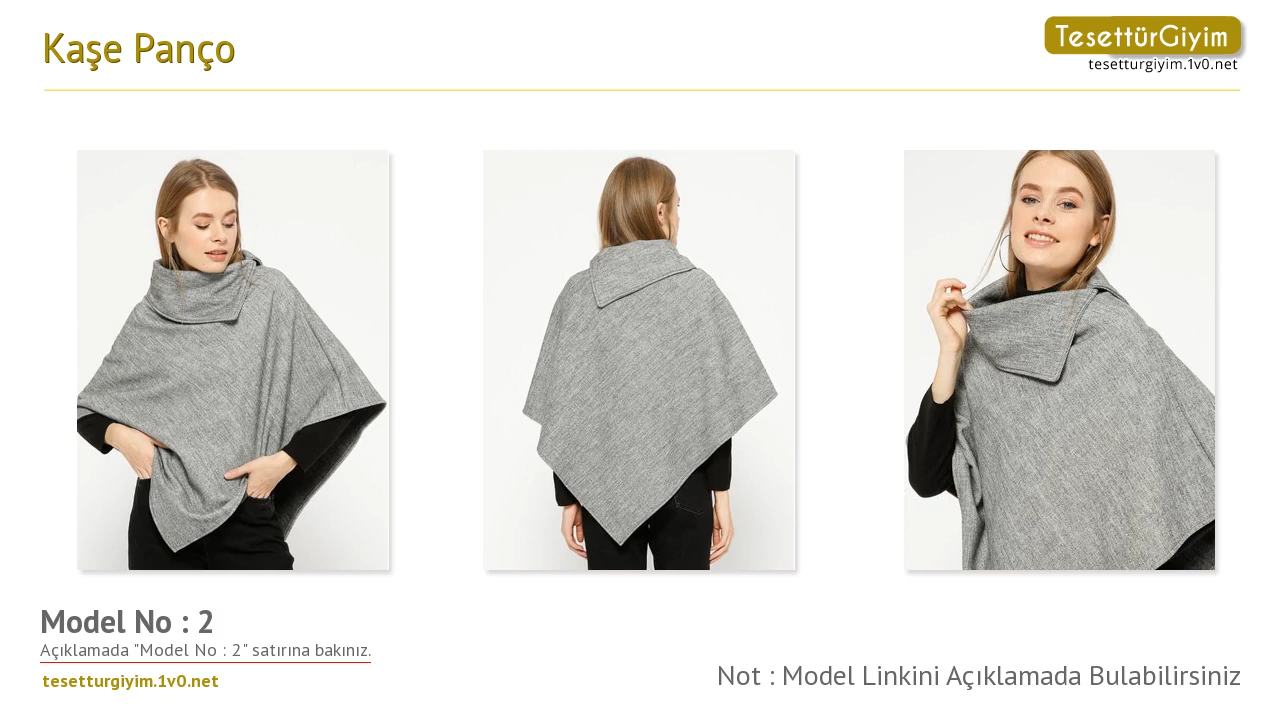 Kaşe Panço
TesettürGiyim
tesetturgiyim.1v0.net
Model No : 2
Açıklamada "Model No : 2" satırına bakınız.
tesetturgiyim.1v0.net
Not : Model Linkini Açıklamada Bulabilirsiniz